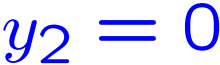 y₂ = 0